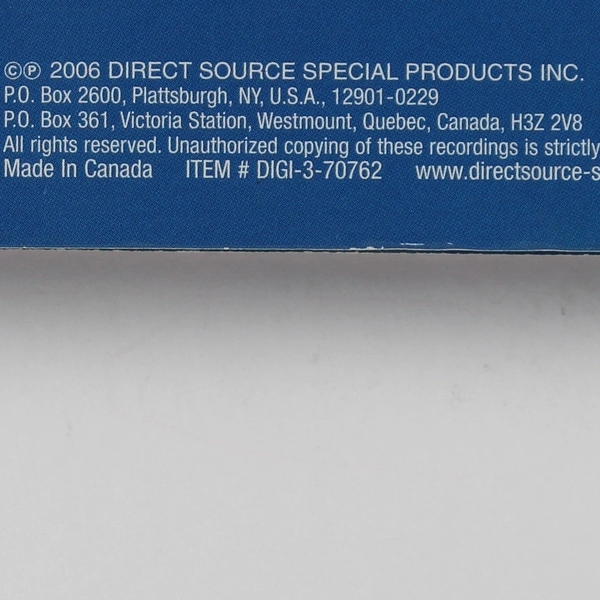 ©℗ 2006 DIRECT SOURCE SPECIAL PRODUCTS INC.
P.O. Box 2600, Plattsburgh, NY, U.S.A., 12901-0229
P.O. Box 361, Victoria Station, Westmount, Quebec, Canada, H3Z 2V8
All rights reserved. Unauthorized copying of these recordings is strictly
Made In Canada ITEM # DIGI-3-70762 www.directsource-s